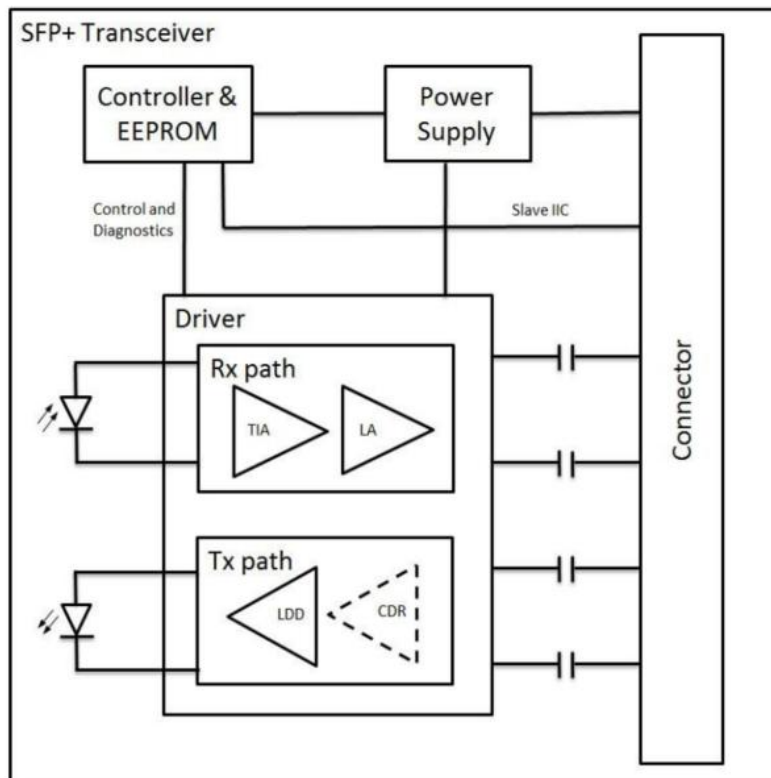 SFP+ Transceiver
Controller &
EEPROM
Power
Supply
Control and
Diagnostics
Slave IIC
Driver
Rx path
TIA
LA
Connector
Tx path
LDD
CDR